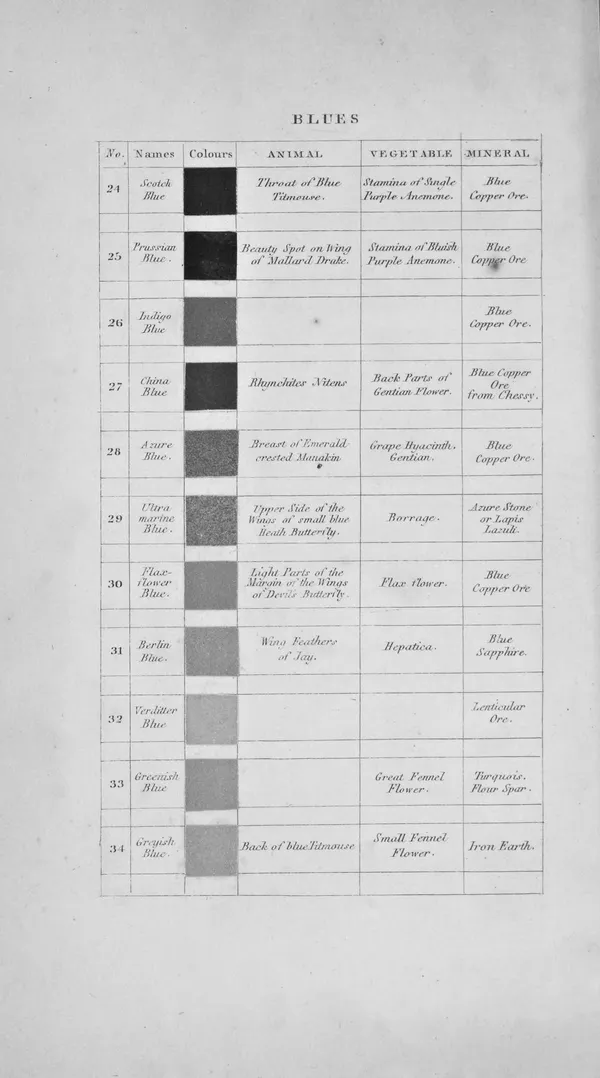 BLUES
No. Names Colours ANIMAL VEGETABLE MINERAL
24 Scotch Blue Throat of Blue Titmouse. Stamina of Single Purple Anemone. Blue Copper Ore.
25 Prussian Blue. Beauty Spot on Wing of Mallard Drake. Stamina of Bluish Purple Anemone. Blue Copper Ore
26 Indigo Blue Blue Copper Ore.
27 China Blue Rhynchites Nitens Back Parts of Gentian Flower. Blue Copper Ore from Chessy.
28 Azure Blue. Breast of Emerald-crested Manakin Grape Hyacinth. Gentian. Blue Copper Ore.
29 Ultramarine Blue. Upper Side of the Wings of small blue Heath Butterfly. Borrage. Azure Stone or Lapis Lazuli.
30 Flax-flower Blue. Light Parts of the Margin of the Wings of Devil's Butterfly. Flax flower. Blue Copper Ore
31 Berlin Blue. Wing Feathers of Jay. Hepatica. Blue Sapphire.
32 Verditter Blue Lenticular Ore.
33 Greenish Blue Great Fennel Flower. Turquois. Flour Spar.
34 Greyish Blue. Back of blue Titmouse Small Fennel Flower. Iron Earth.